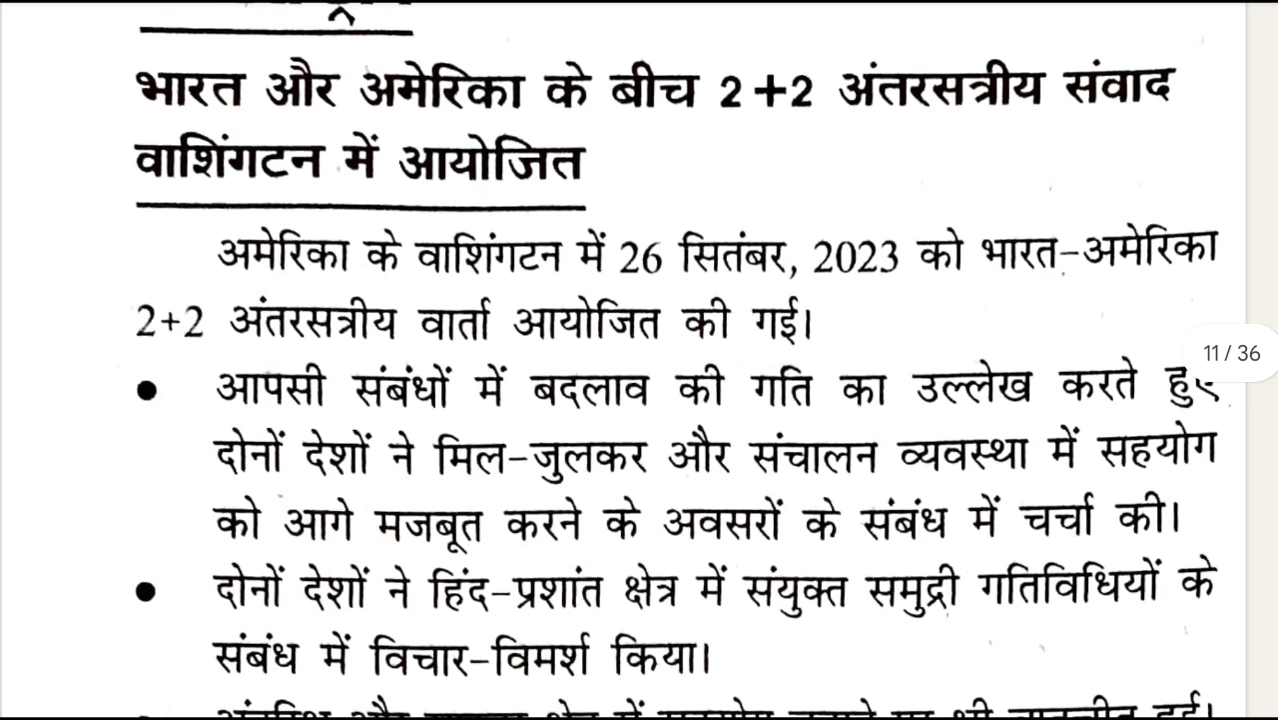 भारत और अमेरिका के बीच 2+2 अंतरसत्रीय संवाद
वाशिंगटन में आयोजित
अमेरिका के वाशिंगटन में 26 सितंबर, 2023 को भारत-अमेरिका
2+2 अंतरसत्रीय वार्ता आयोजित की गई।
11 / 36
● आपसी संबंधों में बदलाव की गति का उल्लेख करते हुए
दोनों देशों ने मिल-जुलकर और संचालन व्यवस्था में सहयोग
को आगे मजबूत करने के अवसरों के संबंध में चर्चा की।
● दोनों देशों ने हिंद-प्रशांत क्षेत्र में संयुक्त समुद्री गतिविधियों के
संबंध में विचार-विमर्श किया।